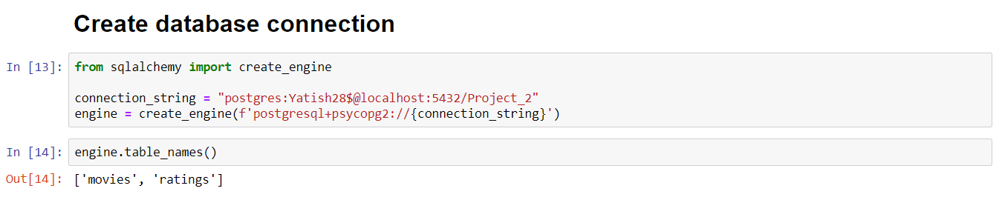 Create database connection
In [13]: from sqlalchemy import create_engine
connection_string = "postgres:Yatish28$@localhost:5432/Project_2"
engine = create_engine(f'postgresql+psycopg2://{connection_string}')
In [14]: engine.table_names()
Out[14]: ['movies', 'ratings']